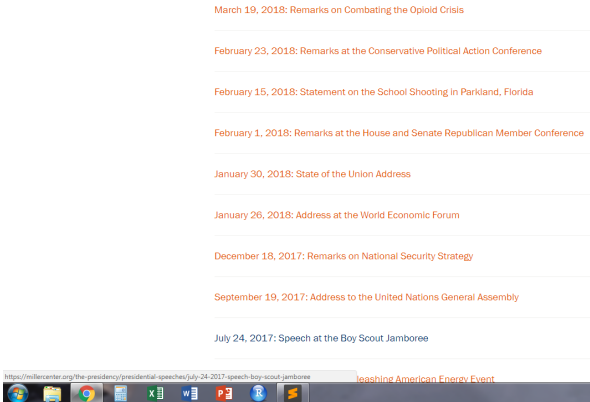 March 19, 2018: Remarks on Combating the Opioid Crisis
February 23, 2018: Remarks at the Conservative Political Action Conference
February 15, 2018: Statement on the School Shooting in Parkland, Florida
February 1, 2018: Remarks at the House and Senate Republican Member Conference
January 30, 2018: State of the Union Address
January 26, 2018: Address at the World Economic Forum
December 18, 2017: Remarks on National Security Strategy
September 19, 2017: Address to the United Nations General Assembly
July 24, 2017: Speech at the Boy Scout Jamboree
https://millercenter.org/the-presidency/presidential-speeches/july-24-2017-speech-boy-scout-jamboree
leashing American Energy Event